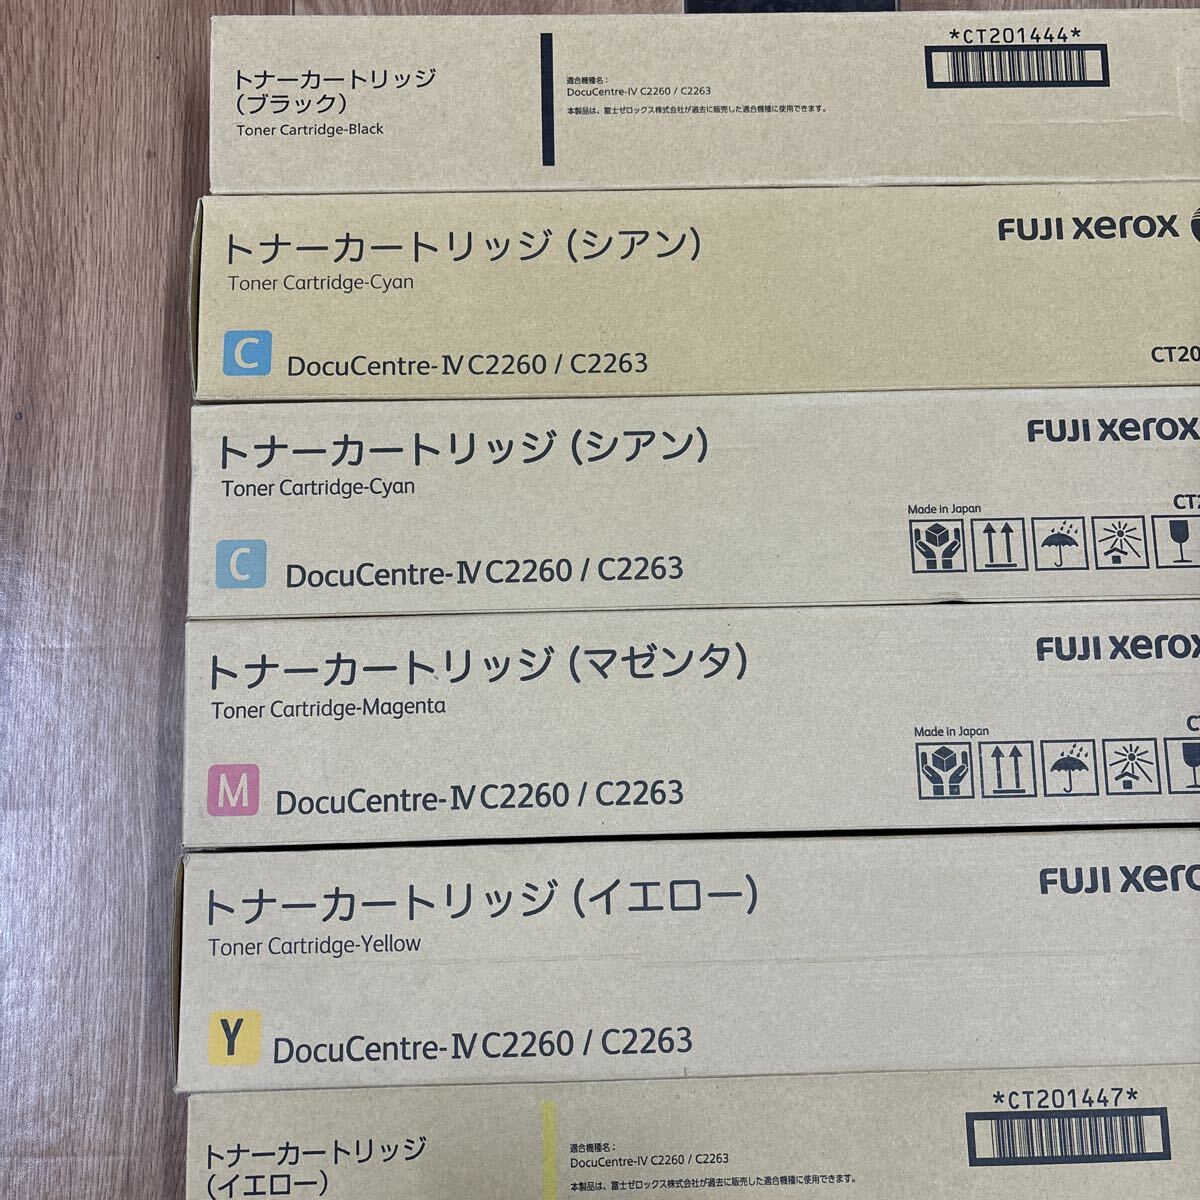 トナーカートリッジ
（ブラック）
Toner Cartridge-Black
適合機種名：
DocuCentre-IV C2260 / C2263
本製品は、富士ゼロックス株式会社が過去に販売した適合機種に使用できます。
*CT201444*
トナーカートリッジ（シアン）
Toner Cartridge-Cyan
FUJI xerox
C DocuCentre-Ⅳ C2260 / C2263
CT20
トナーカートリッジ（シアン）
Toner Cartridge-Cyan
FUJI xerox
CT2
Made in Japan
C DocuCentre-Ⅳ C2260 / C2263
トナーカートリッジ（マゼンタ）
Toner Cartridge-Magenta
FUJI xerox
CT
Made in Japan
M DocuCentre-Ⅳ C2260 / C2263
トナーカートリッジ（イエロー）
Toner Cartridge-Yellow
FUJI xero
Y DocuCentre-Ⅳ C2260 / C2263
トナーカートリッジ
（イエロー）
適合機種名：
DocuCentre-IV C2260 / C2263
本製品は、富士ゼロックス株式会社が過去に販売した適合機種に使用できます。
*CT201447*